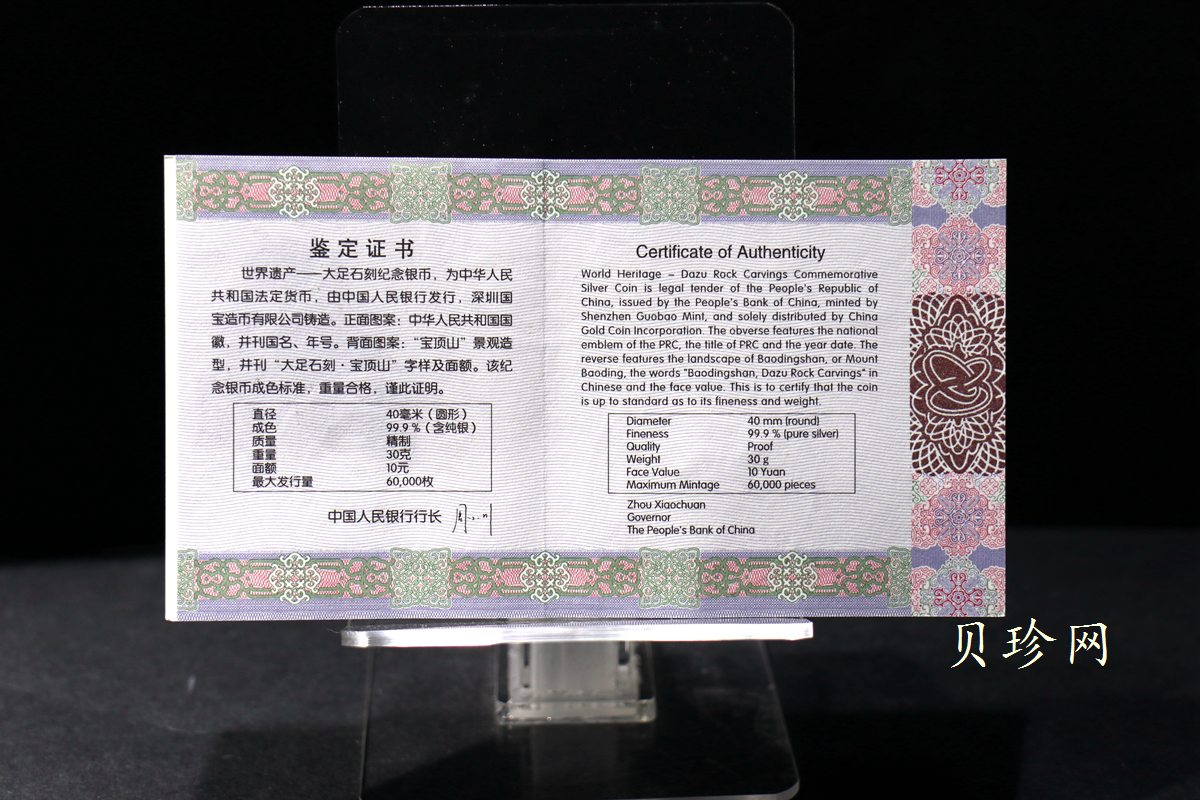 鉴定证书
世界遗产——大足石刻纪念银币，为中华人民
共和国法定货币，由中国人民银行发行，深圳国
宝造币有限公司铸造。正面图案：中华人民共和国国
徽，并刊国名、年号。背面图案：“宝顶山”景观造
型，并刊“大足石刻·宝顶山”字样及面额。该纪
念银币成色标准，重量合格，谨此证明。
直径 40毫米（圆形）
成色 99.9％（含纯银）
质量 精制
重量 30克
面额 10元
最大发行量 60,000枚
中国人民银行行长
Certificate of Authenticity
World Heritage – Dazu Rock Carvings Commemorative
Silver Coin is legal tender of the People's Republic of
China, issued by the People's Bank of China, minted by
Shenzhen Guobao Mint, and solely distributed by China
Gold Coin Incorporation. The obverse features the national
emblem of the PRC, the title of PRC and the year date. The
reverse features the landscape of Baodingshan, or Mount
Baoding, the words "Baodingshan, Dazu Rock Carvings" in
Chinese and the face value. This is to certify that the coin
is up to standard as to its fineness and weight.
Diameter 40 mm (round)
Fineness 99.9 % (pure silver)
Quality Proof
Weight 30 g
Face Value 10 Yuan
Maximum Mintage 60,000 pieces
Zhou Xiaochuan
Governor
The People's Bank of China
贝珍网